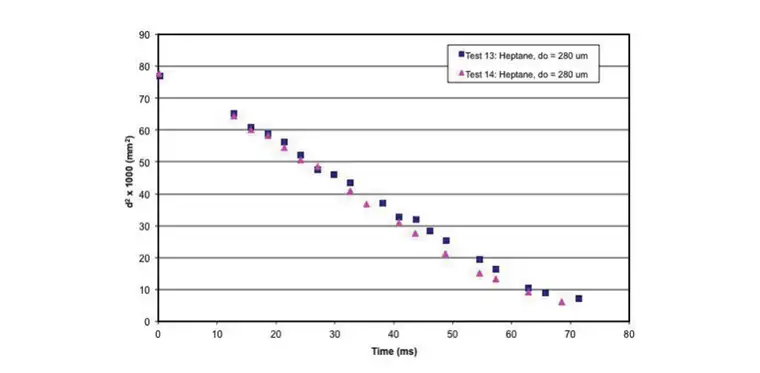 90
Test 13: Heptane, do = 280 um
80
Test 14: Heptane, do = 280 um
70
60
50
40
30
20
10
0
d² x 1000 (mm²)
0 10 20 30 40 50 60 70 80
Time (ms)